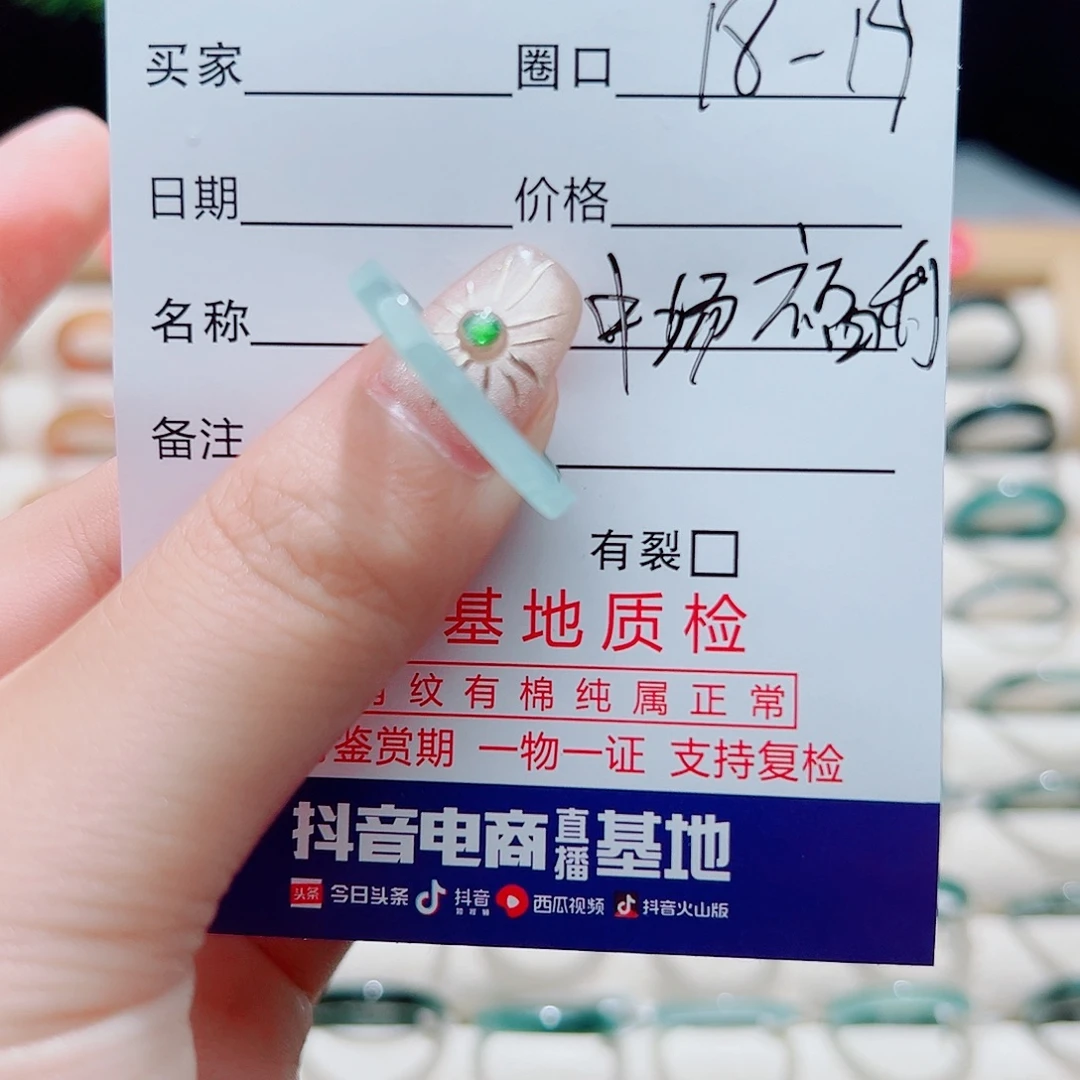 买家 圈口 18-19
日期 价格
名称 中场福利
备注
有裂
基地质检
纹有棉纯属正常
鉴赏期 一物一证 支持复检
抖音电商直播基地
头条 今日头条 抖音 西瓜视频 抖音火山版